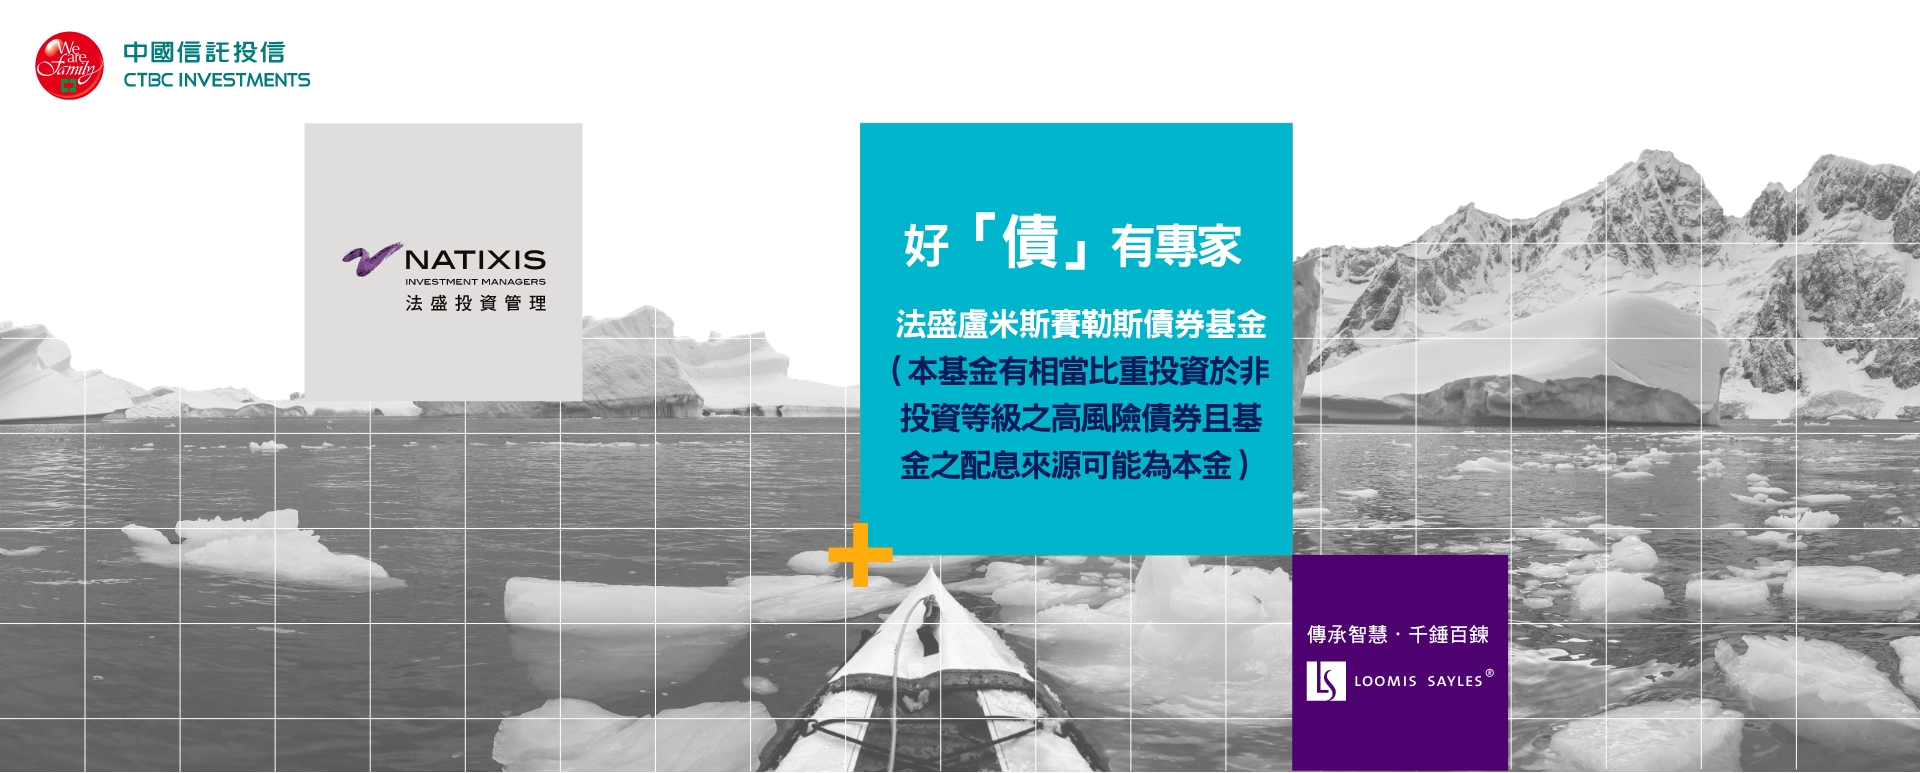 We
are
Family
中國信託投信
CTBC INVESTMENTS
NATIXIS
INVESTMENT MANAGERS
法盛投資管理
好「債」有專家
法盛盧米斯賽勒斯債券基金
(本基金有相當比重投資於非
投資等級之高風險債券且基
金之配息來源可能為本金)
傳承智慧・千錘百鍊
LS LOOMIS SAYLES®